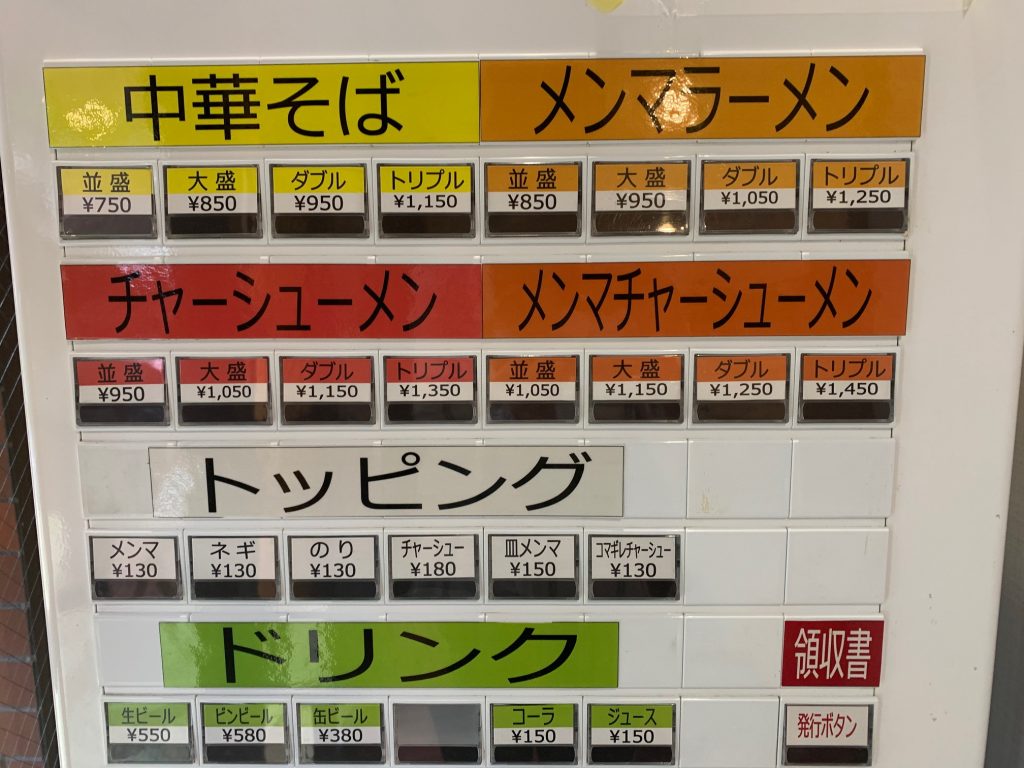 中華そば メンマラーメン
並盛 大盛 ダブル トリプル 並盛 大盛 ダブル トリプル
¥750 ¥850 ¥950 ¥1,150 ¥850 ¥950 ¥1,050 ¥1,250
チャーシューメン メンマチャーシューメン
並盛 大盛 ダブル トリプル 並盛 大盛 ダブル トリプル
¥950 ¥1,050 ¥1,150 ¥1,350 ¥1,050 ¥1,150 ¥1,250 ¥1,450
トッピング
メンマ ネギ のり チャーシュー 皿メンマ コマギレチャーシュー
¥130 ¥130 ¥130 ¥180 ¥150 ¥130
ドリンク 領収書
生ビール ビンビール 缶ビール コーラ ジュース 発行ボタン
¥550 ¥580 ¥380 ¥150 ¥150